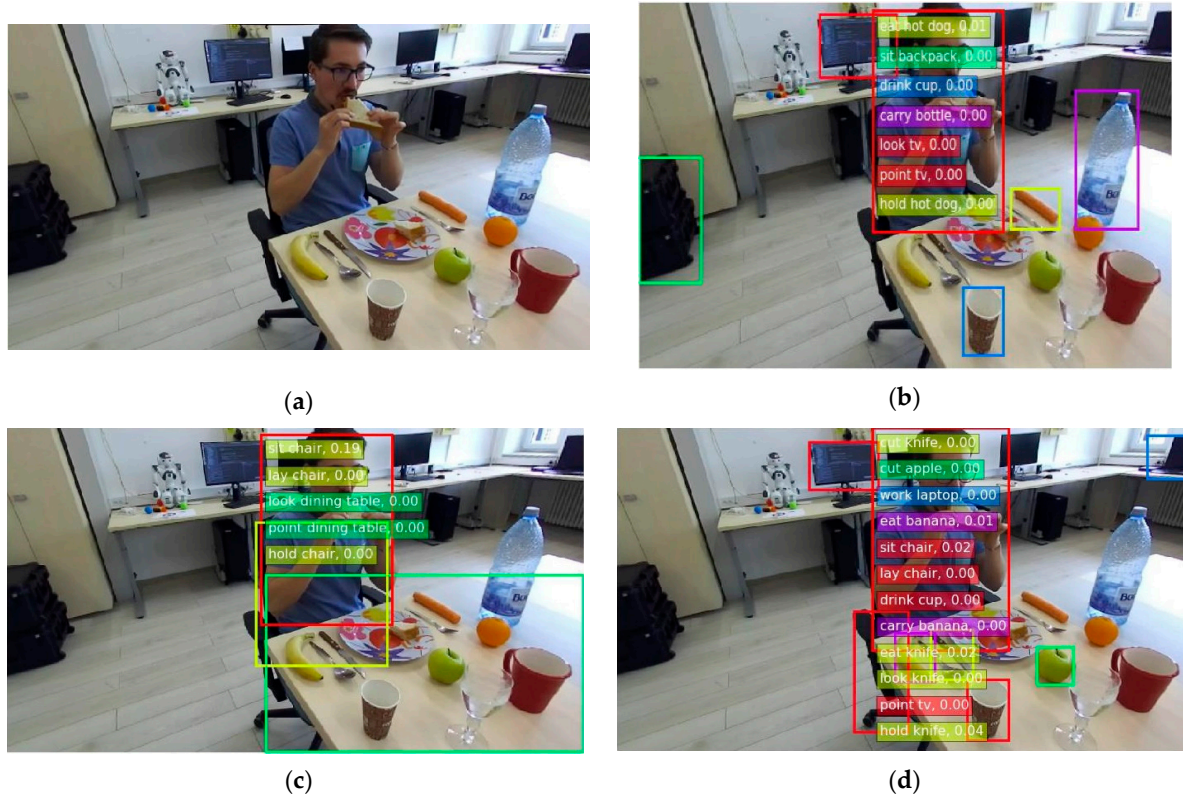 eat hot dog, 0.01
sit backpack, 0.00
drink cup, 0.00
carry bottle, 0.00
look tv, 0.00
point tv, 0.00
hold hot dog, 0.00
(a)
(b)
sit chair, 0.19
lay chair, 0.00
look dining table, 0.00
point dining table, 0.00
hold chair, 0.00
cut knife, 0.00
cut apple, 0.00
work laptop, 0.00
eat banana, 0.01
sit chair, 0.02
lay chair, 0.00
drink cup, 0.00
carry banana, 0.00
eat knife, 0.02
look knife, 0.00
point tv, 0.00
hold knife, 0.04
(c)
(d)